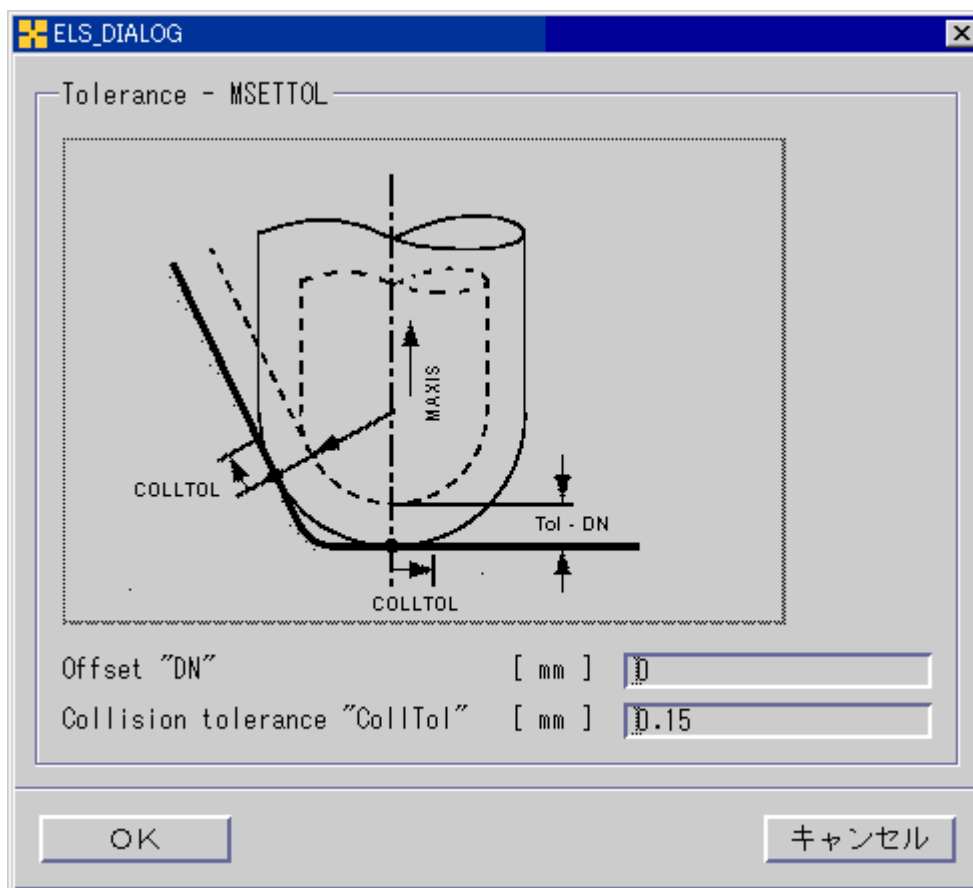 ELS_DIALOG
Tolerance - MSETTOL
MAXIS
COLLTOL
Tol - DN
COLLTOL
Offset "DN" [ mm ] 0
Collision tolerance "CollTol" [ mm ] 0.15
OK キャンセル